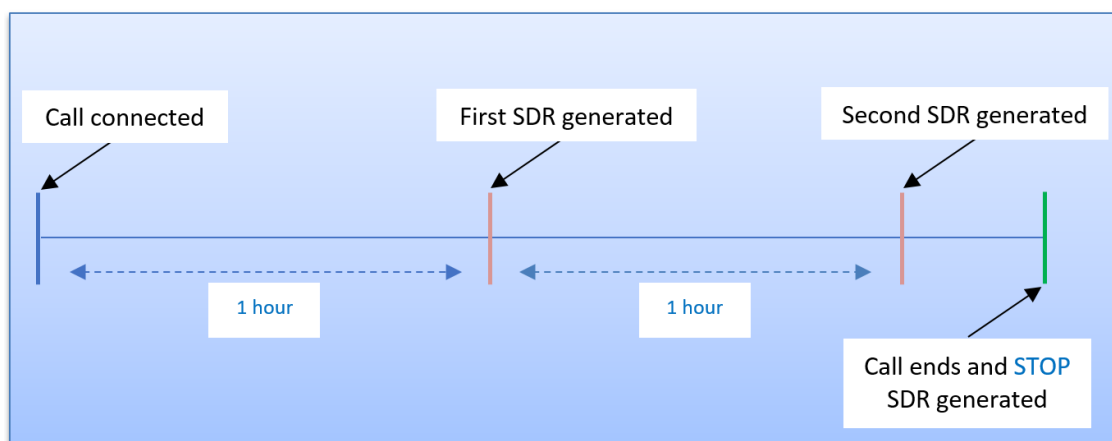 Call connected
First SDR generated
Second SDR generated
1 hour
1 hour
Call ends and STOP
SDR generated